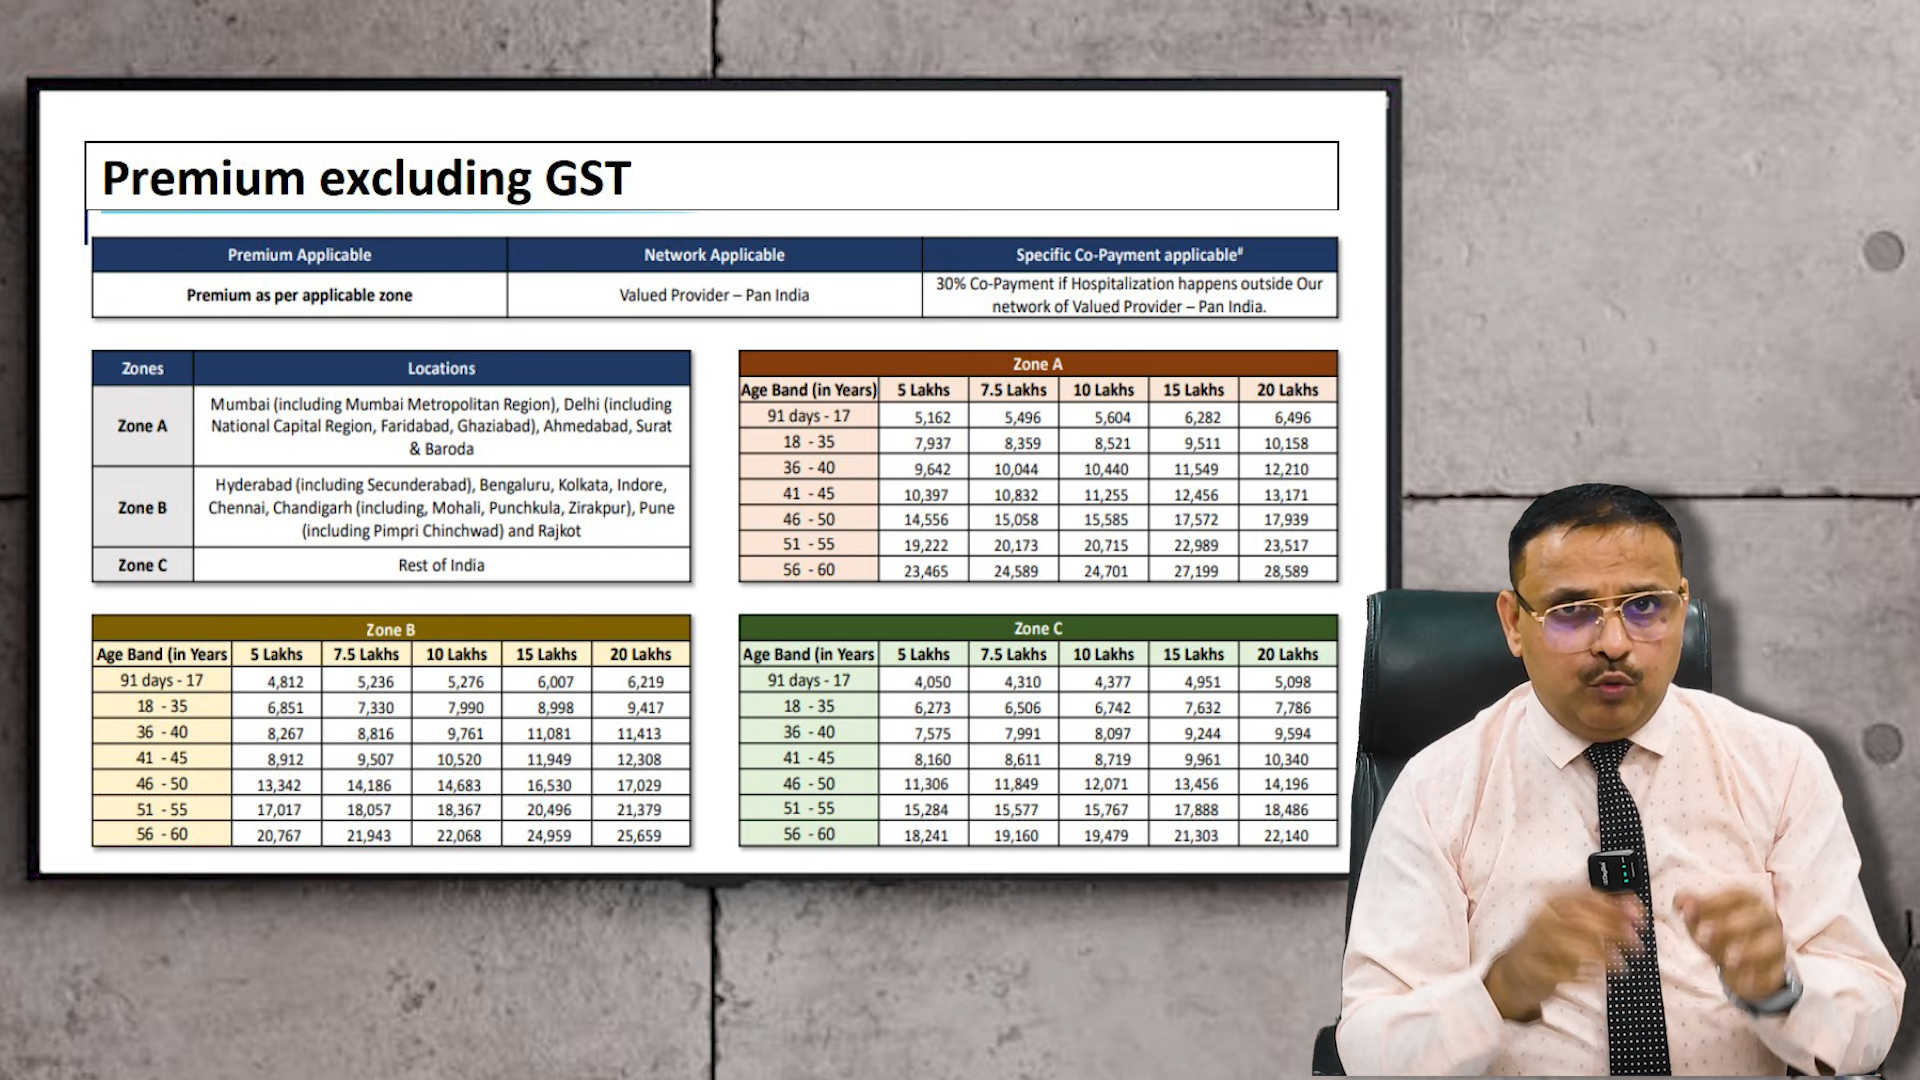 Premium excluding GST
Premium Applicable Network Applicable Specific Co-Payment applicable#
Premium as per applicable zone Valued Provider – Pan India 30% Co-Payment if Hospitalization happens outside Our
network of Valued Provider – Pan India.
Zones Locations
Zone A Mumbai (including Mumbai Metropolitan Region), Delhi (including
National Capital Region, Faridabad, Ghaziabad), Ahmedabad, Surat
& Baroda
Zone B Hyderabad (including Secunderabad), Bengaluru, Kolkata, Indore,
Chennai, Chandigarh (including, Mohali, Punchkula, Zirakpur), Pune
(including Pimpri Chinchwad) and Rajkot
Zone C Rest of India
Zone A
Age Band (in Years) 5 Lakhs 7.5 Lakhs 10 Lakhs 15 Lakhs 20 Lakhs
91 days - 17 5,162 5,496 5,604 6,282 6,496
18 - 35 7,937 8,359 8,521 9,511 10,158
36 - 40 9,642 10,044 10,440 11,549 12,210
41 - 45 10,397 10,832 11,255 12,456 13,171
46 - 50 14,556 15,058 15,585 17,572 17,939
51 - 55 19,222 20,173 20,715 22,989 23,517
56 - 60 23,465 24,589 24,701 27,199 28,589
Zone B
Age Band (in Years 5 Lakhs 7.5 Lakhs 10 Lakhs 15 Lakhs 20 Lakhs
91 days - 17 4,812 5,236 5,276 6,007 6,219
18 - 35 6,851 7,330 7,990 8,998 9,417
36 - 40 8,267 8,816 9,761 11,081 11,413
41 - 45 8,912 9,507 10,520 11,949 12,308
46 - 50 13,342 14,186 14,683 16,530 17,029
51 - 55 17,017 18,057 18,367 20,496 21,379
56 - 60 20,767 21,943 22,068 24,959 25,659
Zone C
Age Band (in Years 5 Lakhs 7.5 Lakhs 10 Lakhs 15 Lakhs 20 Lakhs
91 days - 17 4,050 4,310 4,377 4,951 5,098
18 - 35 6,273 6,506 6,742 7,632 7,786
36 - 40 7,575 7,991 8,097 9,244 9,594
41 - 45 8,160 8,611 8,719 9,961 10,340
46 - 50 11,306 11,849 12,071 13,456 14,196
51 - 55 15,284 15,577 15,767 17,888 18,486
56 - 60 18,241 19,160 19,479 21,303 22,140